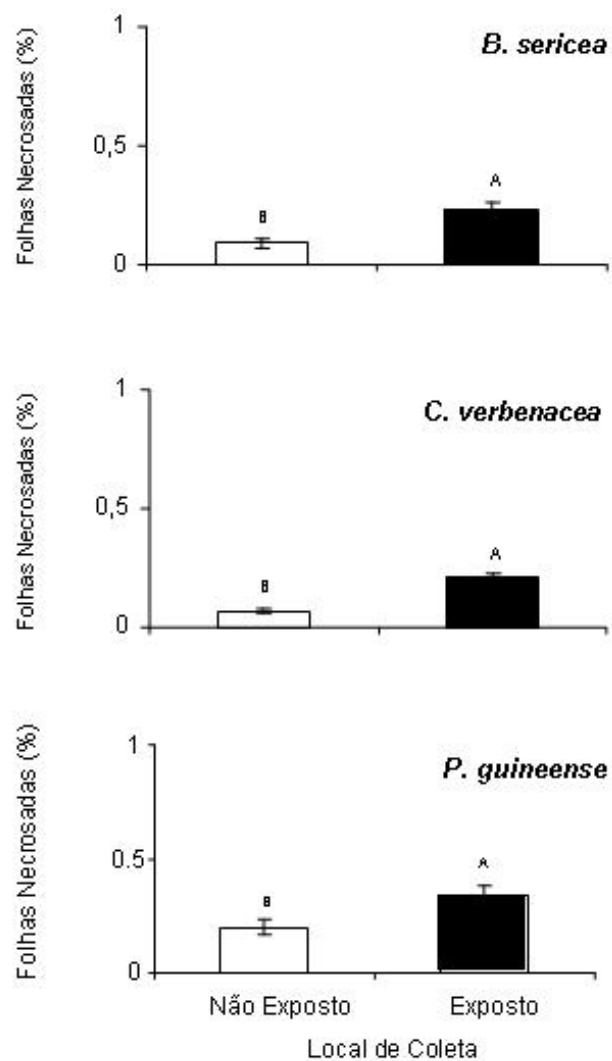 B. sericea
Folhas Necrosadas (%)
1
0,5
0
B
A
C. verbenacea
Folhas Necrosadas (%)
1
0,5
0
B
A
P. guineense
Folhas Necrosadas (%)
1
0.5
0
B
A
Não Exposto
Exposto
Local de Coleta